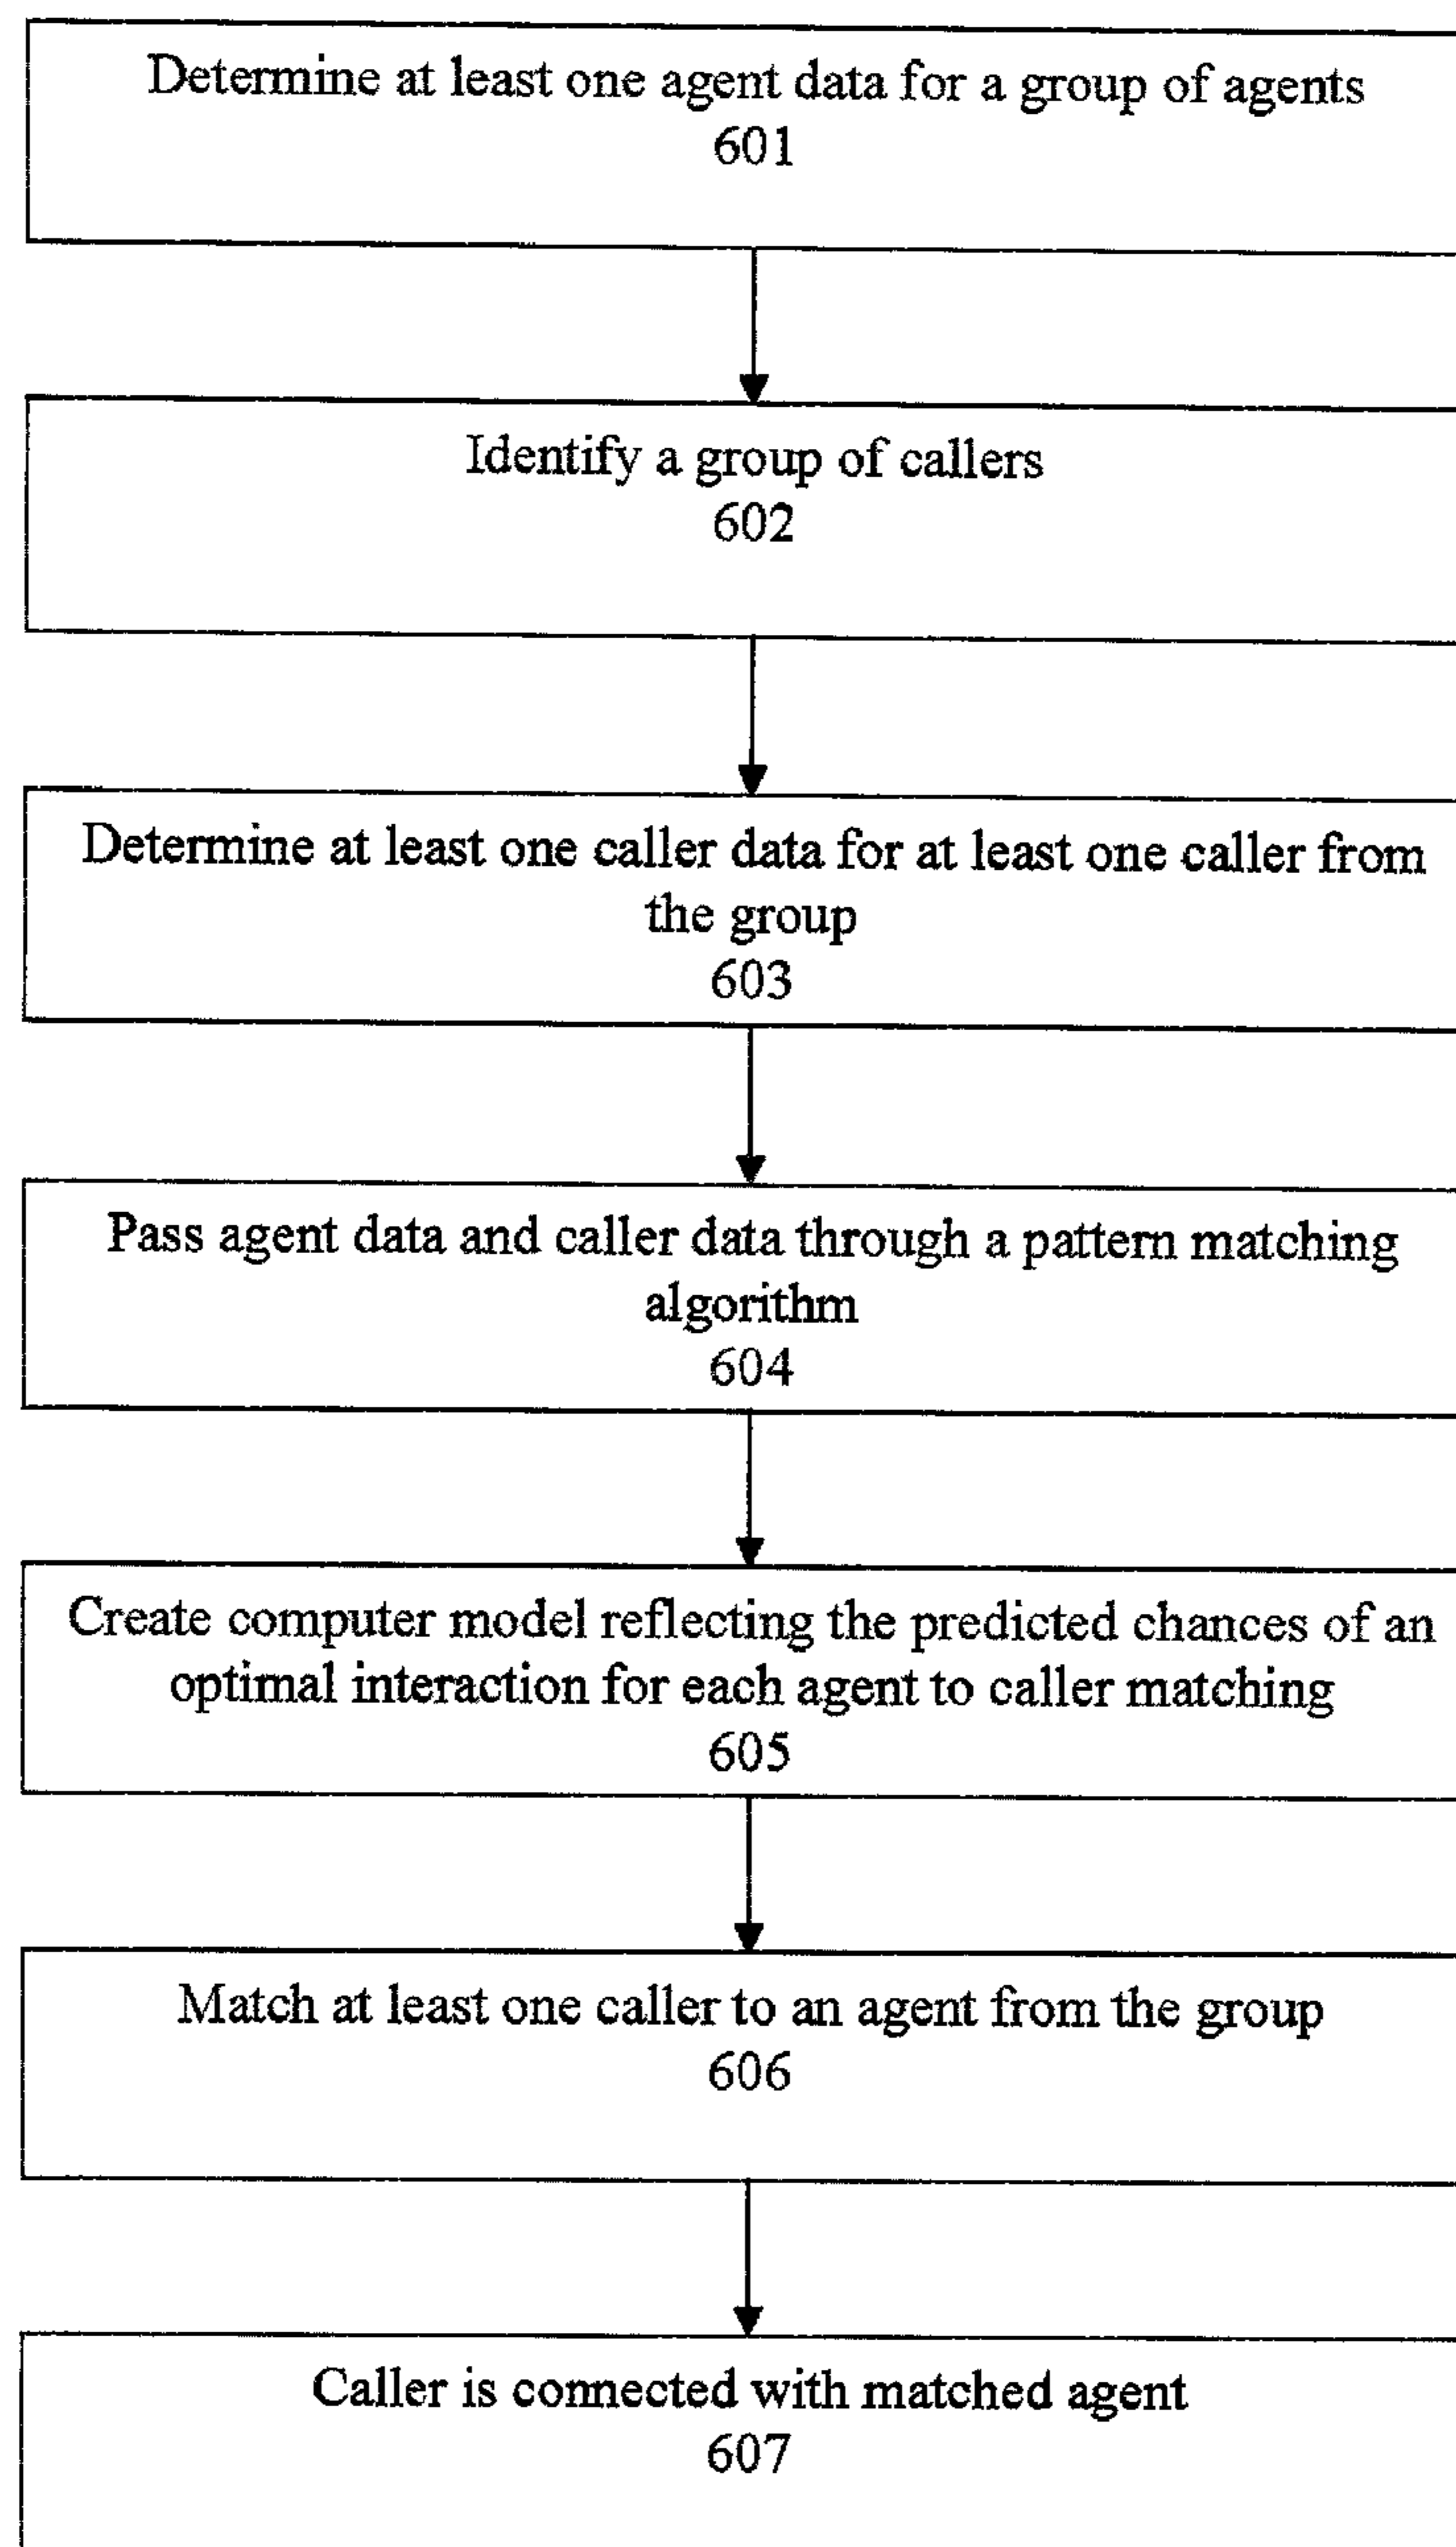 Determine at least one agent data for a group of agents
601
Identify a group of callers
602
Determine at least one caller data for at least one caller from
the group
603
Pass agent data and caller data through a pattern matching
algorithm
604
Create computer model reflecting the predicted chances of an
optimal interaction for each agent to caller matching
605
Match at least one caller to an agent from the group
606
Caller is connected with matched agent
607